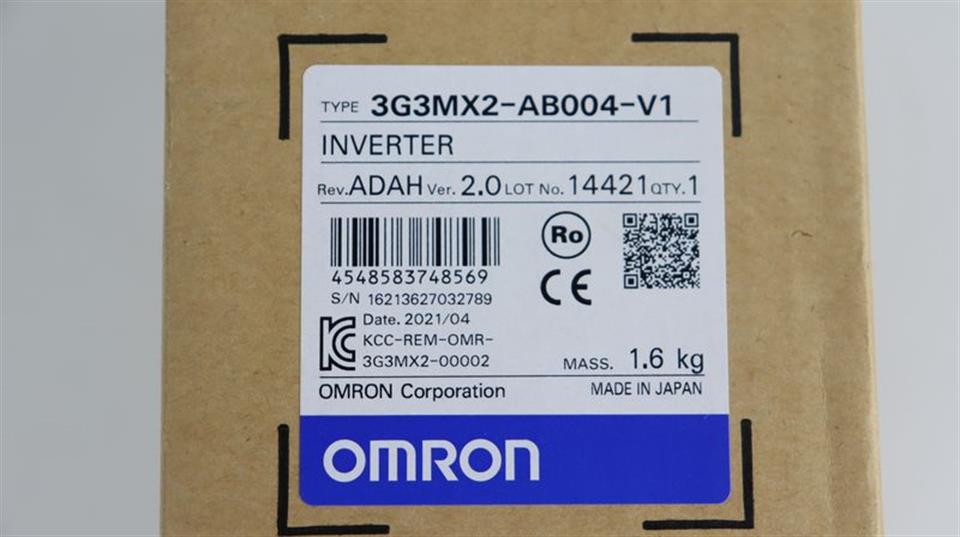 TYPE 3G3MX2-AB004-V1
INVERTER
Rev.ADAH Ver. 2.0 LOT No. 14421 QTY.1
Ro
4548583748569
CE
S/N 16213627032789
Date. 2021/04
KC
KCC-REM-OMR-
3G3MX2-00002
MASS. 1.6 kg
OMRON Corporation
MADE IN JAPAN
OMRON